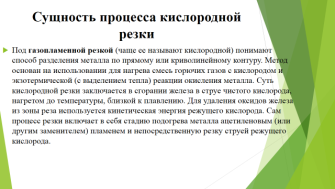 Сущность процесса кислородной
резки
Под газопламенной резкой (чаще ее называют кислородной) понимают
способ разделения металла по прямому или криволинейному контуру. Метод
основан на использовании для нагрева смеси горючих газов с кислородом и
экзотермической (с выделением тепла) реакции окисления металла. Суть
кислородной резки заключается в сгорании железа в струе чистого кислорода,
нагретом до температуры, близкой к плавлению. Для удаления оксидов железа
из зоны реза используется кинетическая энергия режущего кислорода. Сам
процесс резки включает в себя стадию подогрева металла ацетиленовым (или
другим заменителем) пламенем и непосредственную резку струей режущего
кислорода.